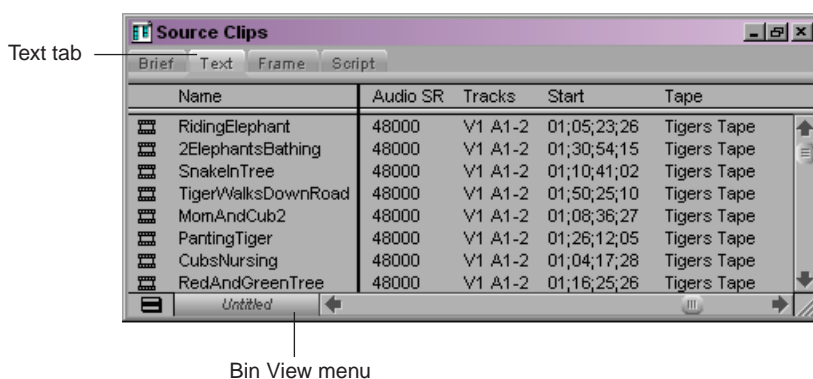 Source Clips
Text tab
Brief Text Frame Script
Name Audio SR Tracks Start Tape
RidingElephant 48000 V1 A1-2 01;05;23;26 Tigers Tape
2ElephantsBathing 48000 V1 A1-2 01;30;54;15 Tigers Tape
SnakeInTree 48000 V1 A1-2 01;10;41;02 Tigers Tape
TigerWalksDownRoad 48000 V1 A1-2 01;50;25;10 Tigers Tape
MomAndCub2 48000 V1 A1-2 01;08;36;27 Tigers Tape
PantingTiger 48000 V1 A1-2 01;26;12;05 Tigers Tape
CubsNursing 48000 V1 A1-2 01;04;17;28 Tigers Tape
RedAndGreenTree 48000 V1 A1-2 01;16;25;26 Tigers Tape
Untitled
Bin View menu